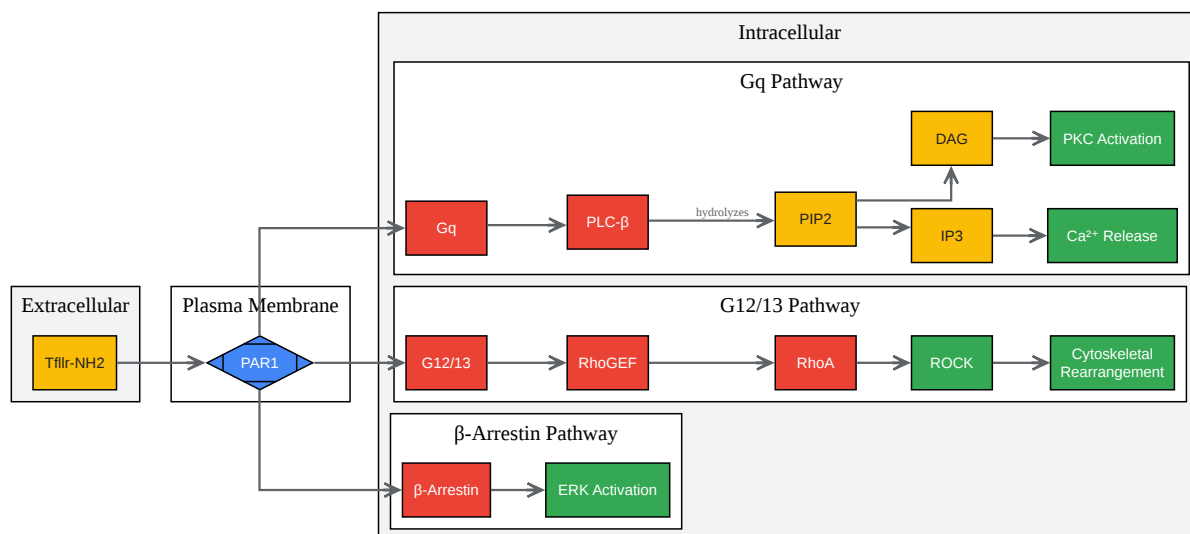 Intracellular
Gq Pathway
DAG
PKC Activation
Gq
PLC-β
hydrolyzes
PIP2
IP3
Ca²⁺ Release
Extracellular
Tfllr-NH2
Plasma Membrane
PAR1
G12/13 Pathway
G12/13
RhoGEF
RhoA
ROCK
Cytoskeletal
Rearrangement
β-Arrestin Pathway
β-Arrestin
ERK Activation